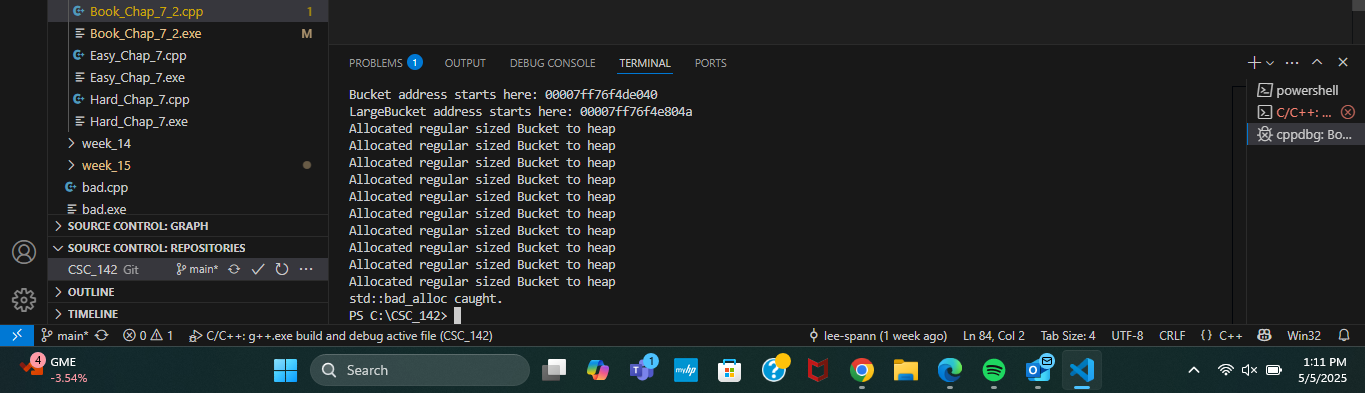 Book_Chap_7_2.cpp 1
Book_Chap_7_2.exe M
Easy_Chap_7.cpp
Easy_Chap_7.exe
Hard_Chap_7.cpp
Hard_Chap_7.exe
week_14
week_15
bad.cpp
bad.exe
SOURCE CONTROL: GRAPH
SOURCE CONTROL: REPOSITORIES
CSC_142 Git main* ···
OUTLINE
TIMELINE
PROBLEMS 1 OUTPUT DEBUG CONSOLE TERMINAL PORTS
Bucket address starts here: 00007ff76f4de040
LargeBucket address starts here: 00007ff76f4e804a
Allocated regular sized Bucket to heap
Allocated regular sized Bucket to heap
Allocated regular sized Bucket to heap
Allocated regular sized Bucket to heap
Allocated regular sized Bucket to heap
Allocated regular sized Bucket to heap
Allocated regular sized Bucket to heap
Allocated regular sized Bucket to heap
Allocated regular sized Bucket to heap
Allocated regular sized Bucket to heap
std::bad_alloc caught.
PS C:\CSC_142>
powershell
C/C++: ...
cppdbg: Bo...
main* 0 1 C/C++: g++.exe build and debug active file (CSC_142) lee-spann (1 week ago) Ln 84, Col 2 Tab Size: 4 UTF-8 CRLF {} C++ Win32
4 GME
-3.54%
Search
1
myhp
1:11 PM
5/5/2025